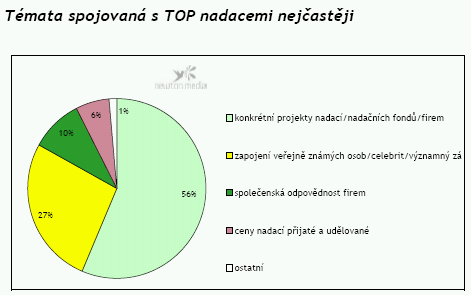 Témata spojovaná s TOP nadacemi nejčastěji
newton media
1%
6%
10%
27%
56%
konkrétní projekty nadací/nadačních fondů/firem
zapojení veřejně známých osob/celebrit/významný zá
společenská odpovědnost firem
ceny nadací přijaté a udělované
ostatní